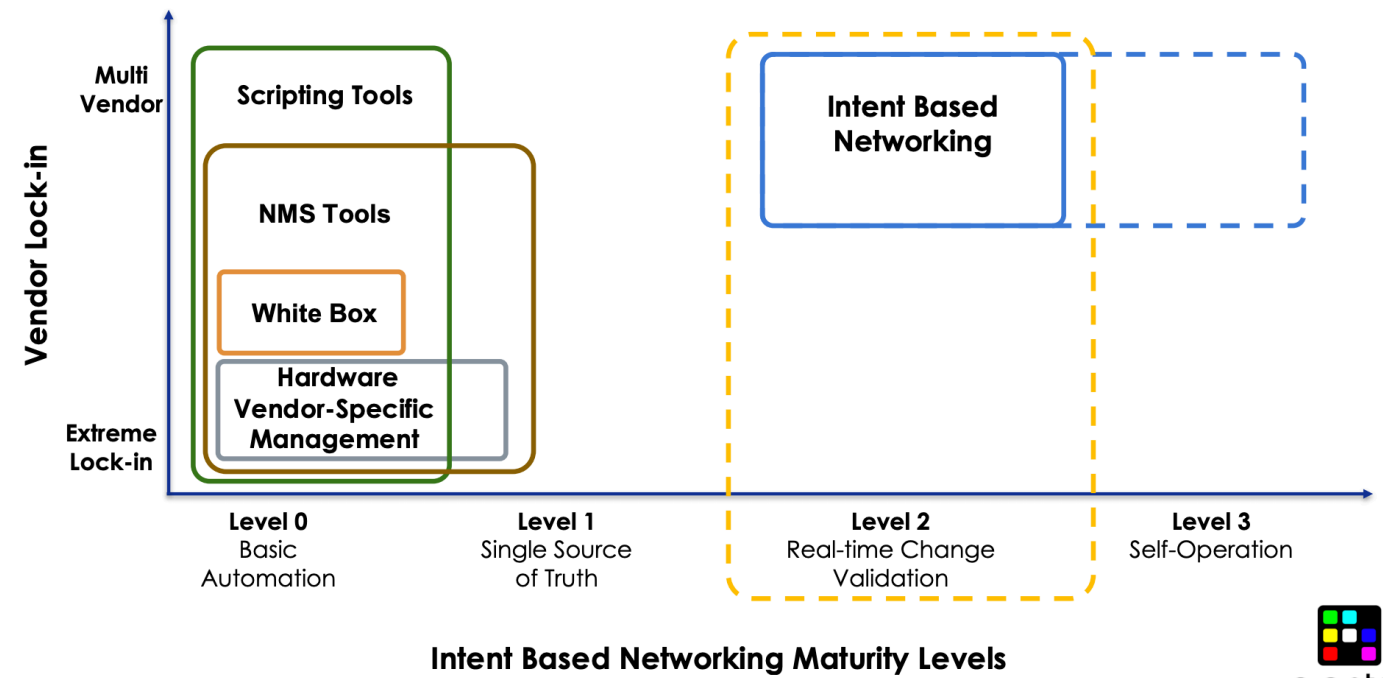 Multi
Vendor
Vendor Lock-in
Extreme
Lock-in
Scripting Tools
NMS Tools
White Box
Hardware
Vendor-Specific
Management
Intent Based
Networking
Level 0
Basic
Automation
Level 1
Single Source
of Truth
Level 2
Real-time Change
Validation
Level 3
Self-Operation
Intent Based Networking Maturity Levels